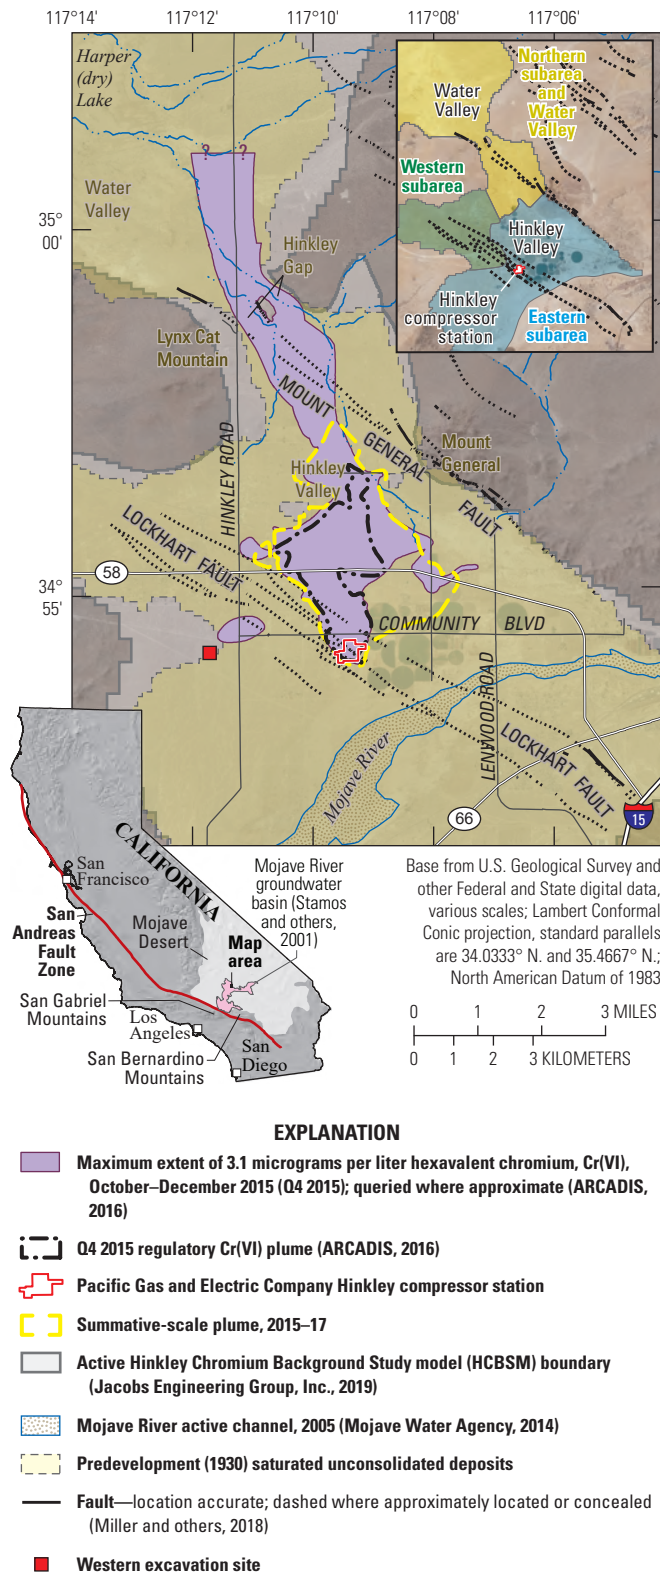 117°14' 117°12' 117°10' 117°08' 117°06'
Harper
(dry)
Lake
Water
Valley
Northern
subarea
and
Water
Valley
Western
subarea
Hinkley
Valley
Hinkley
compressor
station
Eastern
subarea
? ?
Water
Valley
35°
00'
Hinkley
Gap
Lynx Cat
Mountain
MOUNT GENERAL FAULT
Mount
General
HINKLEY ROAD
Hinkley
Valley
LOCKHART FAULT
58
34°
55'
COMMUNITY BLVD
LENWOOD ROAD
Mojave River
LOCKHART FAULT
66
15
CALIFORNIA
San
Francisco
San
Andreas
Fault
Zone
Mojave
Desert
Map
area
Mojave River
groundwater
basin (Stamos
and others,
2001)
San Gabriel
Mountains
Los
Angeles
San Bernardino
Mountains
San
Diego
Base from U.S. Geological Survey and
other Federal and State digital data,
various scales; Lambert Conformal
Conic projection, standard parallels
are 34.0333° N. and 35.4667° N.;
North American Datum of 1983
0 1 2 3 MILES
0 1 2 3 KILOMETERS
EXPLANATION
Maximum extent of 3.1 micrograms per liter hexavalent chromium, Cr(VI),
October–December 2015 (Q4 2015); queried where approximate (ARCADIS,
2016)
Q4 2015 regulatory Cr(VI) plume (ARCADIS, 2016)
Pacific Gas and Electric Company Hinkley compressor station
Summative-scale plume, 2015–17
Active Hinkley Chromium Background Study model (HCBSM) boundary
(Jacobs Engineering Group, Inc., 2019)
Mojave River active channel, 2005 (Mojave Water Agency, 2014)
Predevelopment (1930) saturated unconsolidated deposits
Fault—location accurate; dashed where approximately located or concealed
(Miller and others, 2018)
Western excavation site